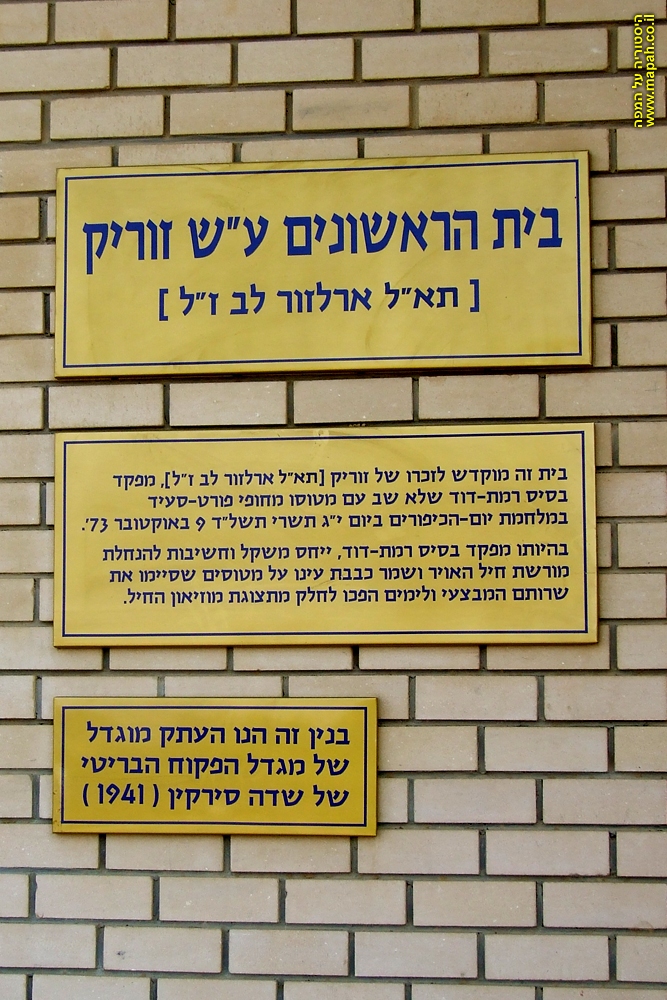 היסטוריה על המפה
www.mapah.co.il
בית הראשונים ע"ש זוריק
[ תא"ל ארלזור לב ז"ל ]
בית זה מוקדש לזכרו של זוריק [תא"ל ארלזור לב ז"ל], מפקד
בסיס רמת-דוד שלא שב עם מטוסו מחופי פורט-סעיד
במלחמת יום-הכיפורים ביום י"ג תשרי תשל"ד 9 באוקטובר 73'.
בהיותו מפקד בסיס רמת-דוד, ייחס משקל וחשיבות להנחלת
מורשת חיל האויר ושמר כבבת עינו על מטוסים שסיימו את
שרותם המבצעי ולימים הפכו לחלק מתצוגת מוזיאון החיל.
בנין זה הנו העתק מוגדל
של מגדל הפקוח הבריטי
של שדה סירקין ( 1941 )